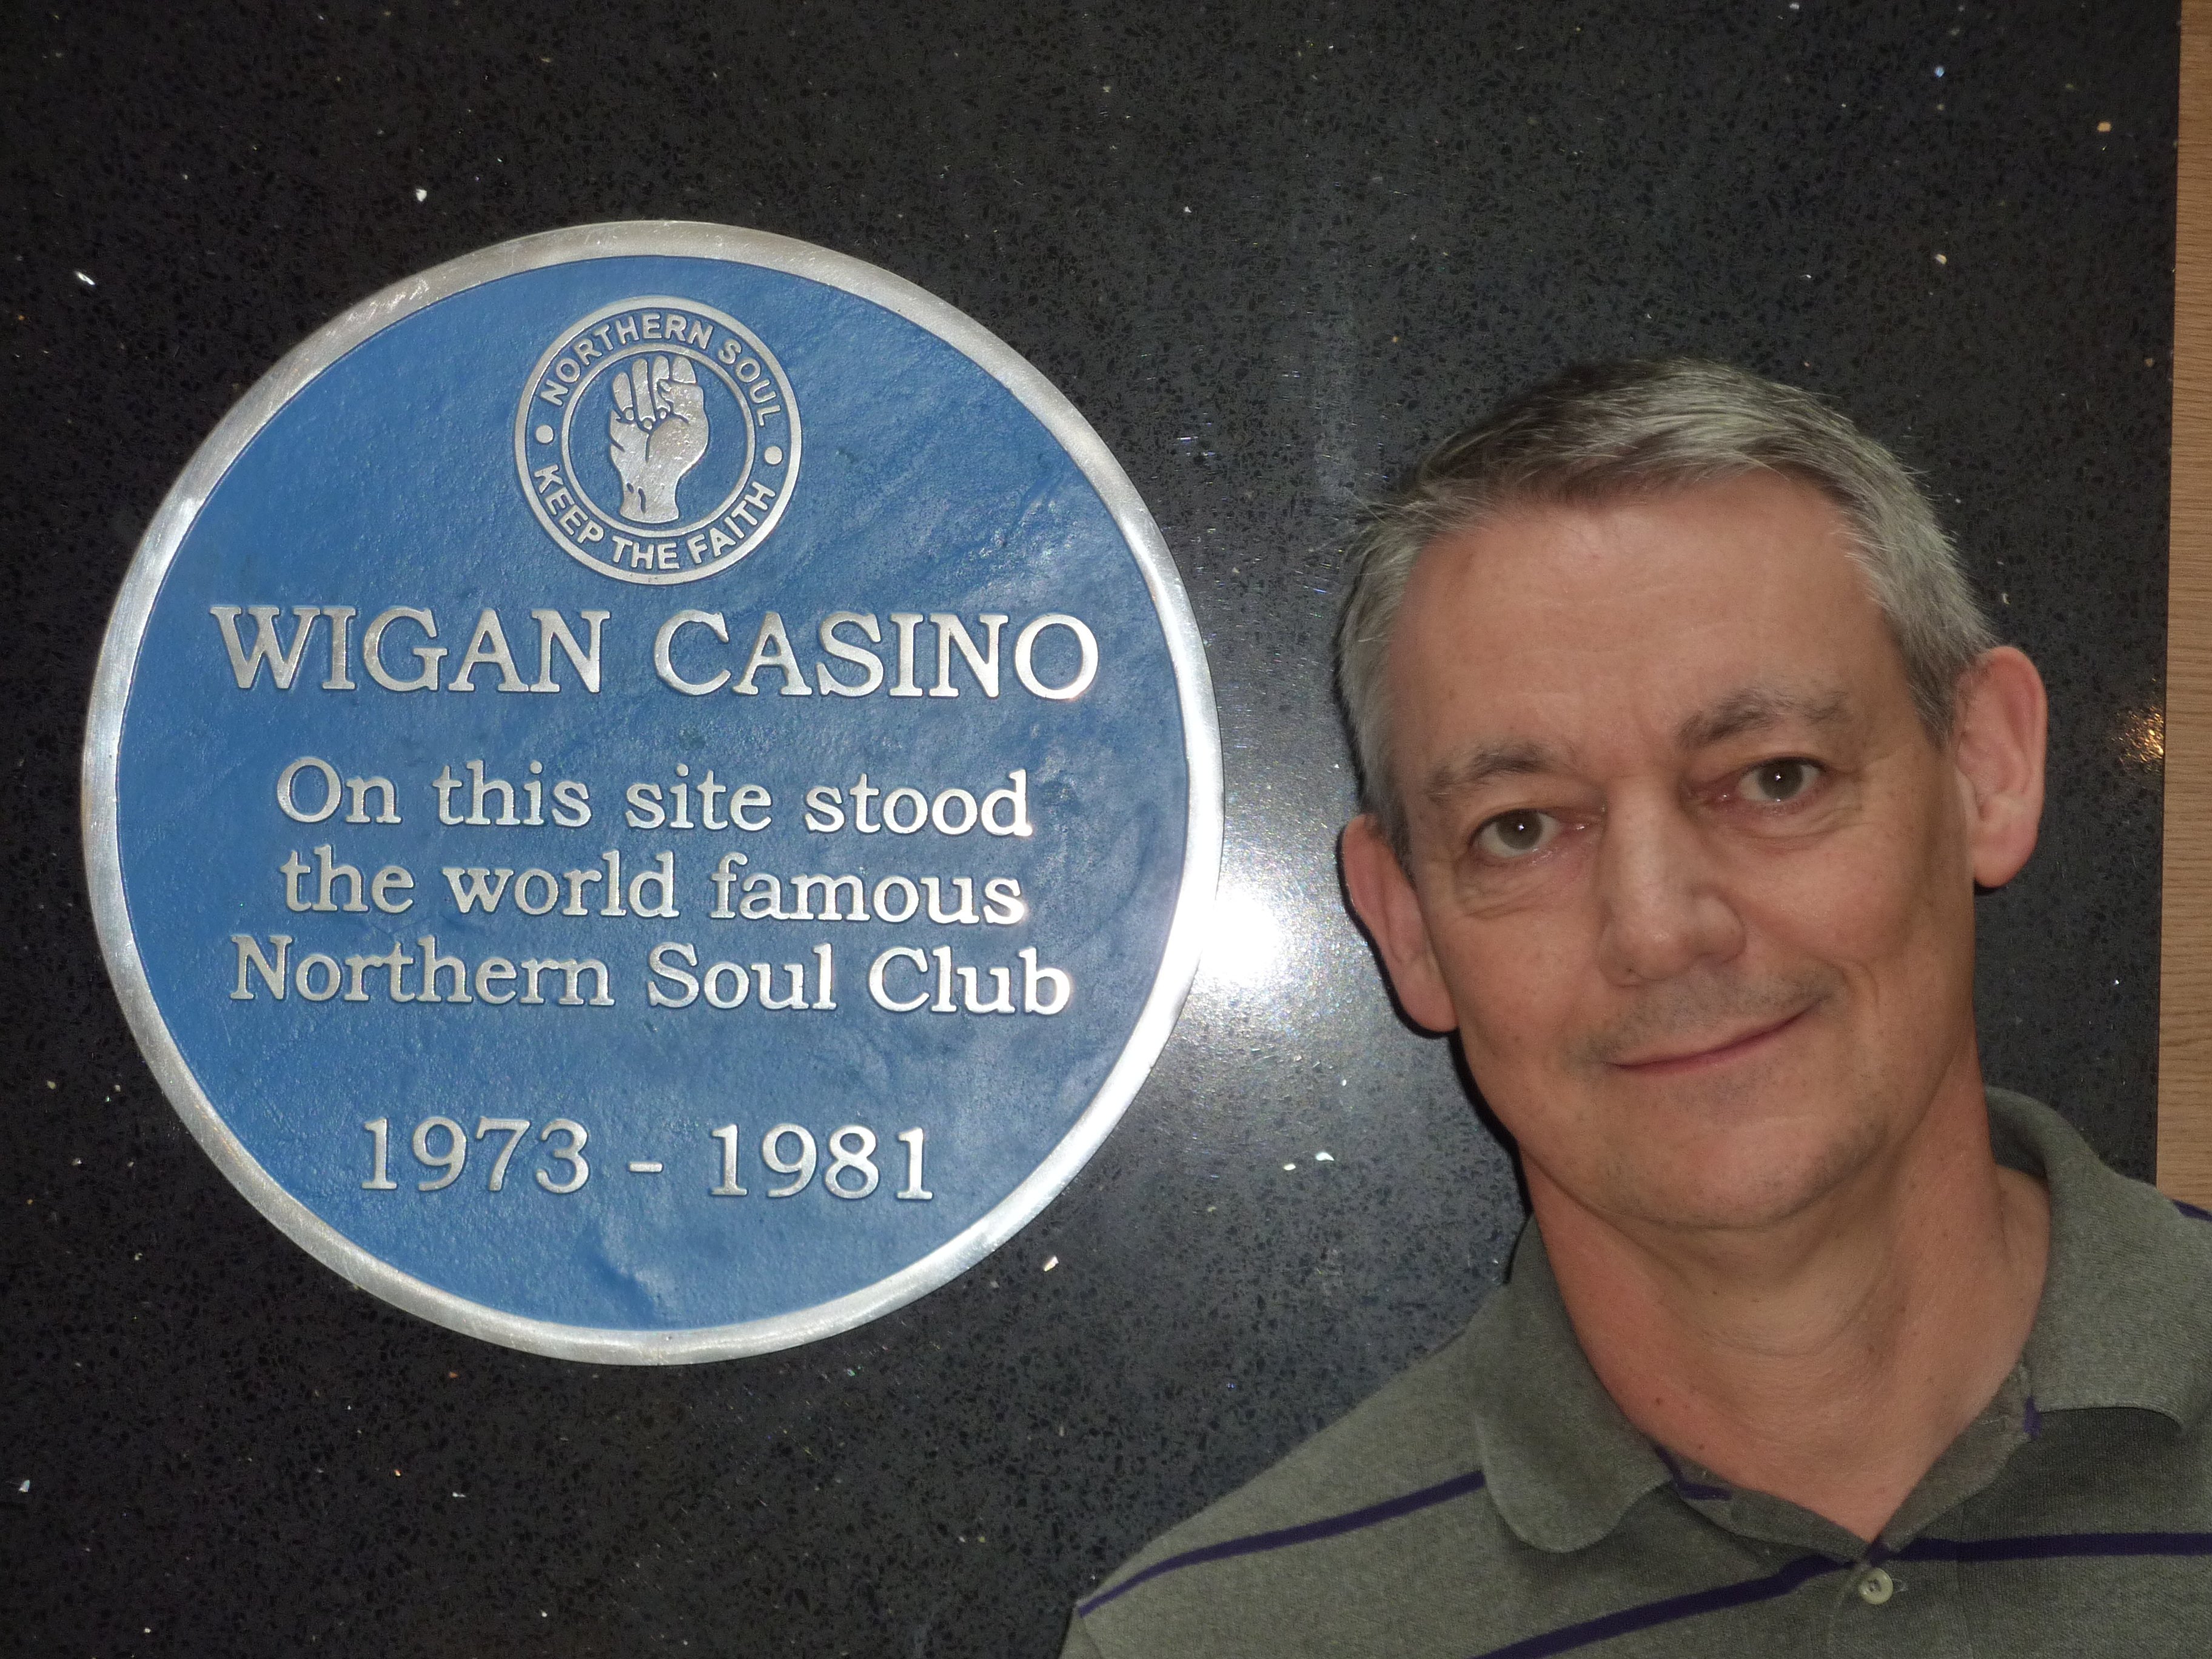 NORTHERN SOUL
KEEP THE FAITH
WIGAN CASINO
On this site stood
the world famous
Northern Soul Club
1973 - 1981